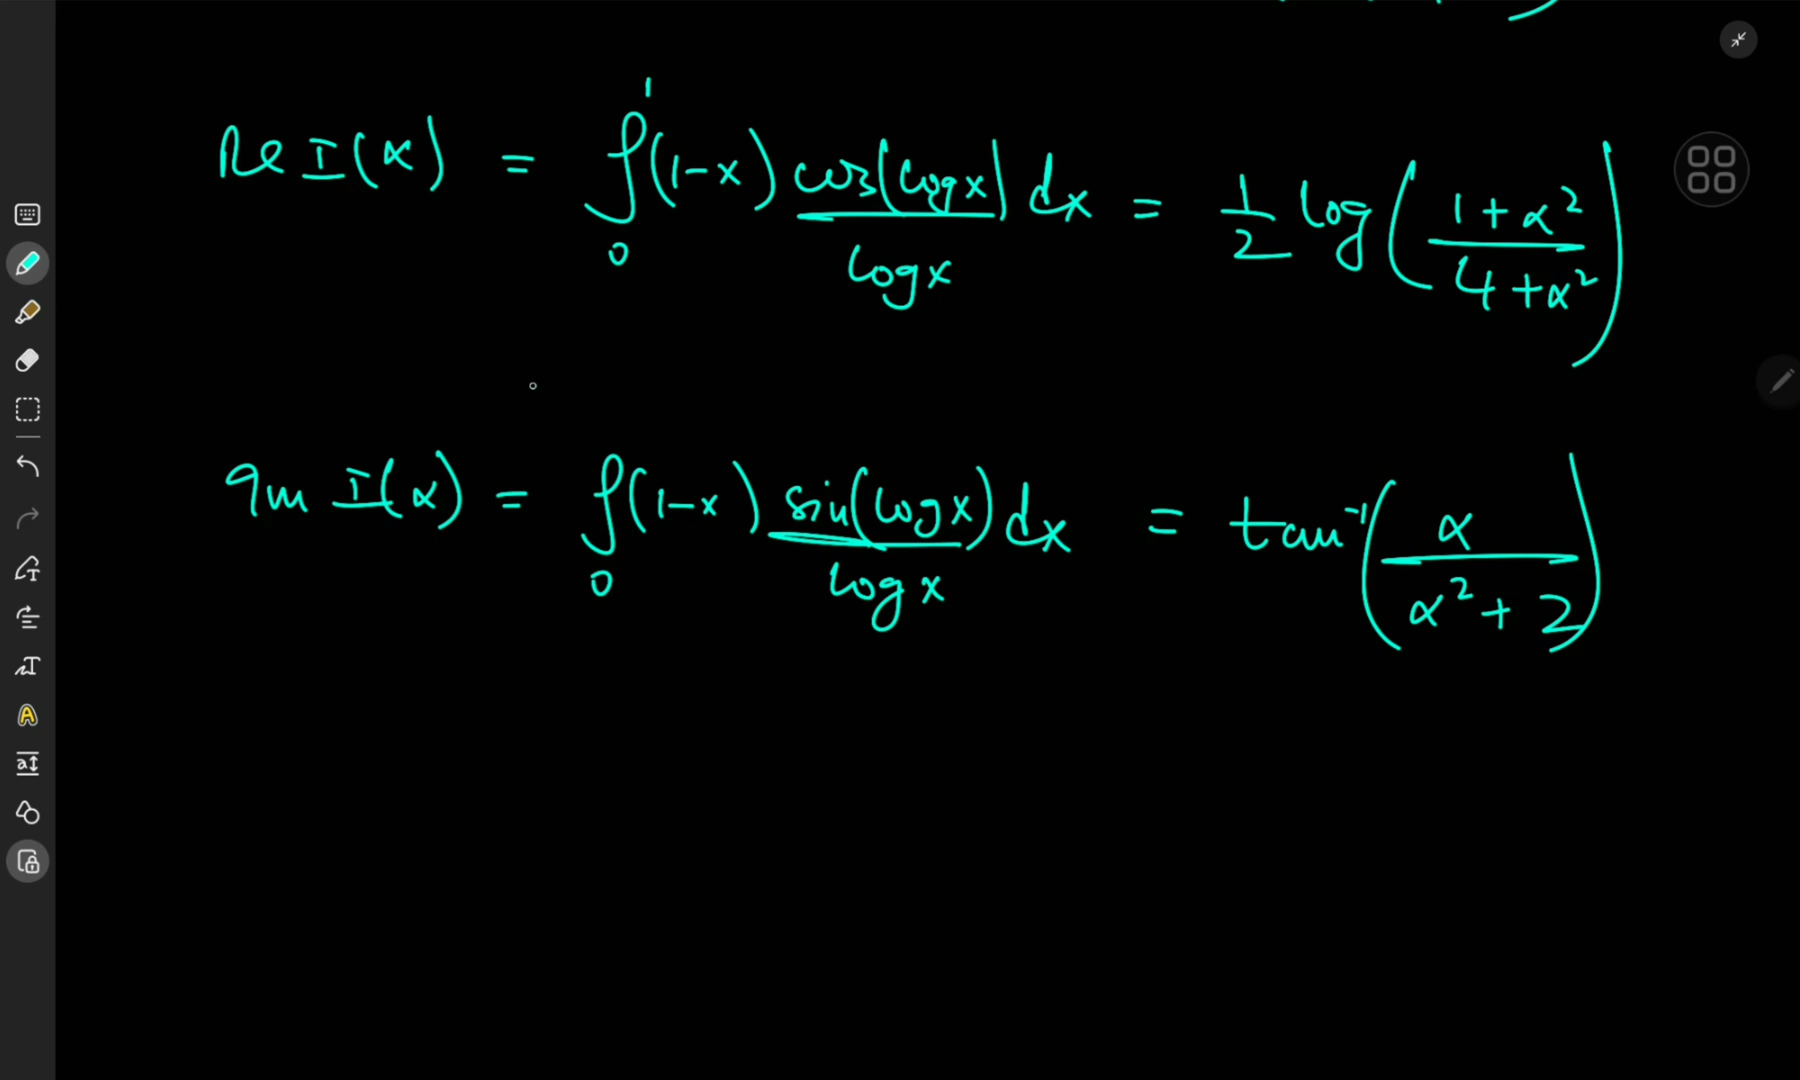 Re I(α) = ∫₀¹ (1-x) cos(log x)/log x dx = 1/2 log((1+α²)/(4+α²))
Im I(α) = ∫₀ (1-x) sin(log x)/log x dx = tan⁻¹(α/(α²+2))